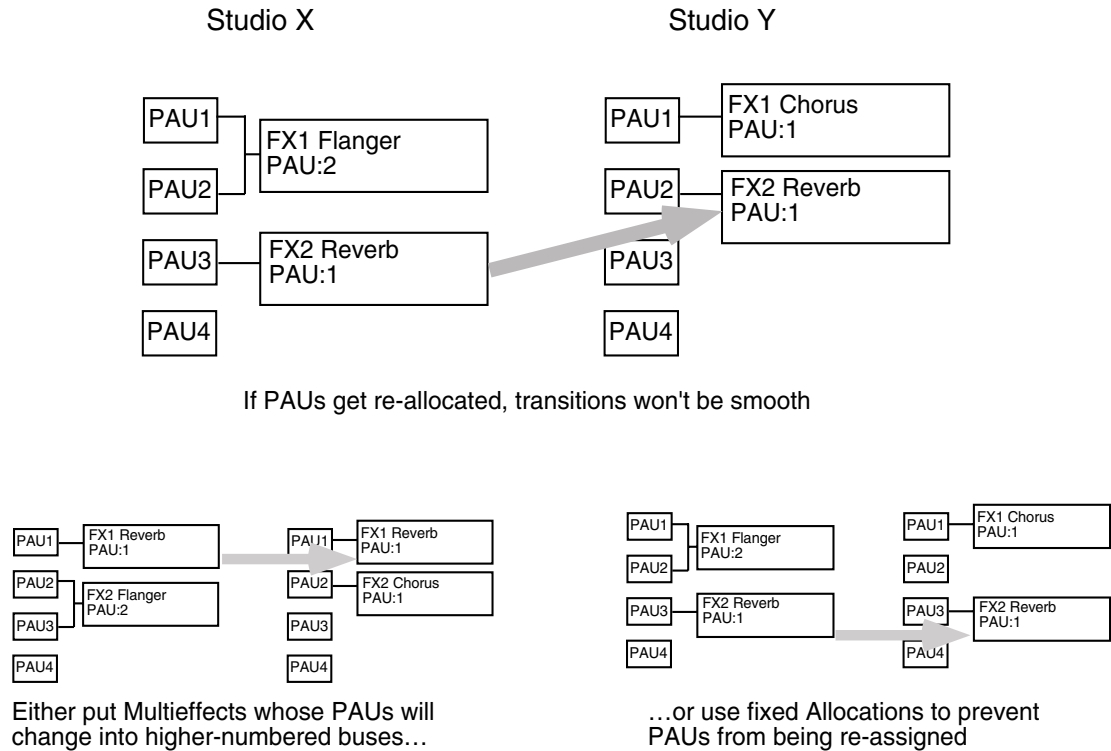 Studio X
Studio Y
PAU1
PAU2
PAU3
PAU4
FX1 Flanger
PAU:2
FX2 Reverb
PAU:1
PAU1
PAU2
PAU3
PAU4
FX1 Chorus
PAU:1
FX2 Reverb
PAU:1
If PAUs get re-allocated, transitions won't be smooth
PAU1
PAU2
PAU3
PAU4
FX1 Reverb
PAU:1
FX2 Flanger
PAU:2
PAU1
PAU2
PAU3
PAU4
FX1 Reverb
PAU:1
FX2 Chorus
PAU:1
Either put Multieffects whose PAUs will
change into higher-numbered buses…
PAU1
PAU2
PAU3
PAU4
FX1 Flanger
PAU:2
FX2 Reverb
PAU:1
PAU1
PAU2
PAU3
PAU4
FX1 Chorus
PAU:1
FX2 Reverb
PAU:1
…or use fixed Allocations to prevent
PAUs from being re-assigned